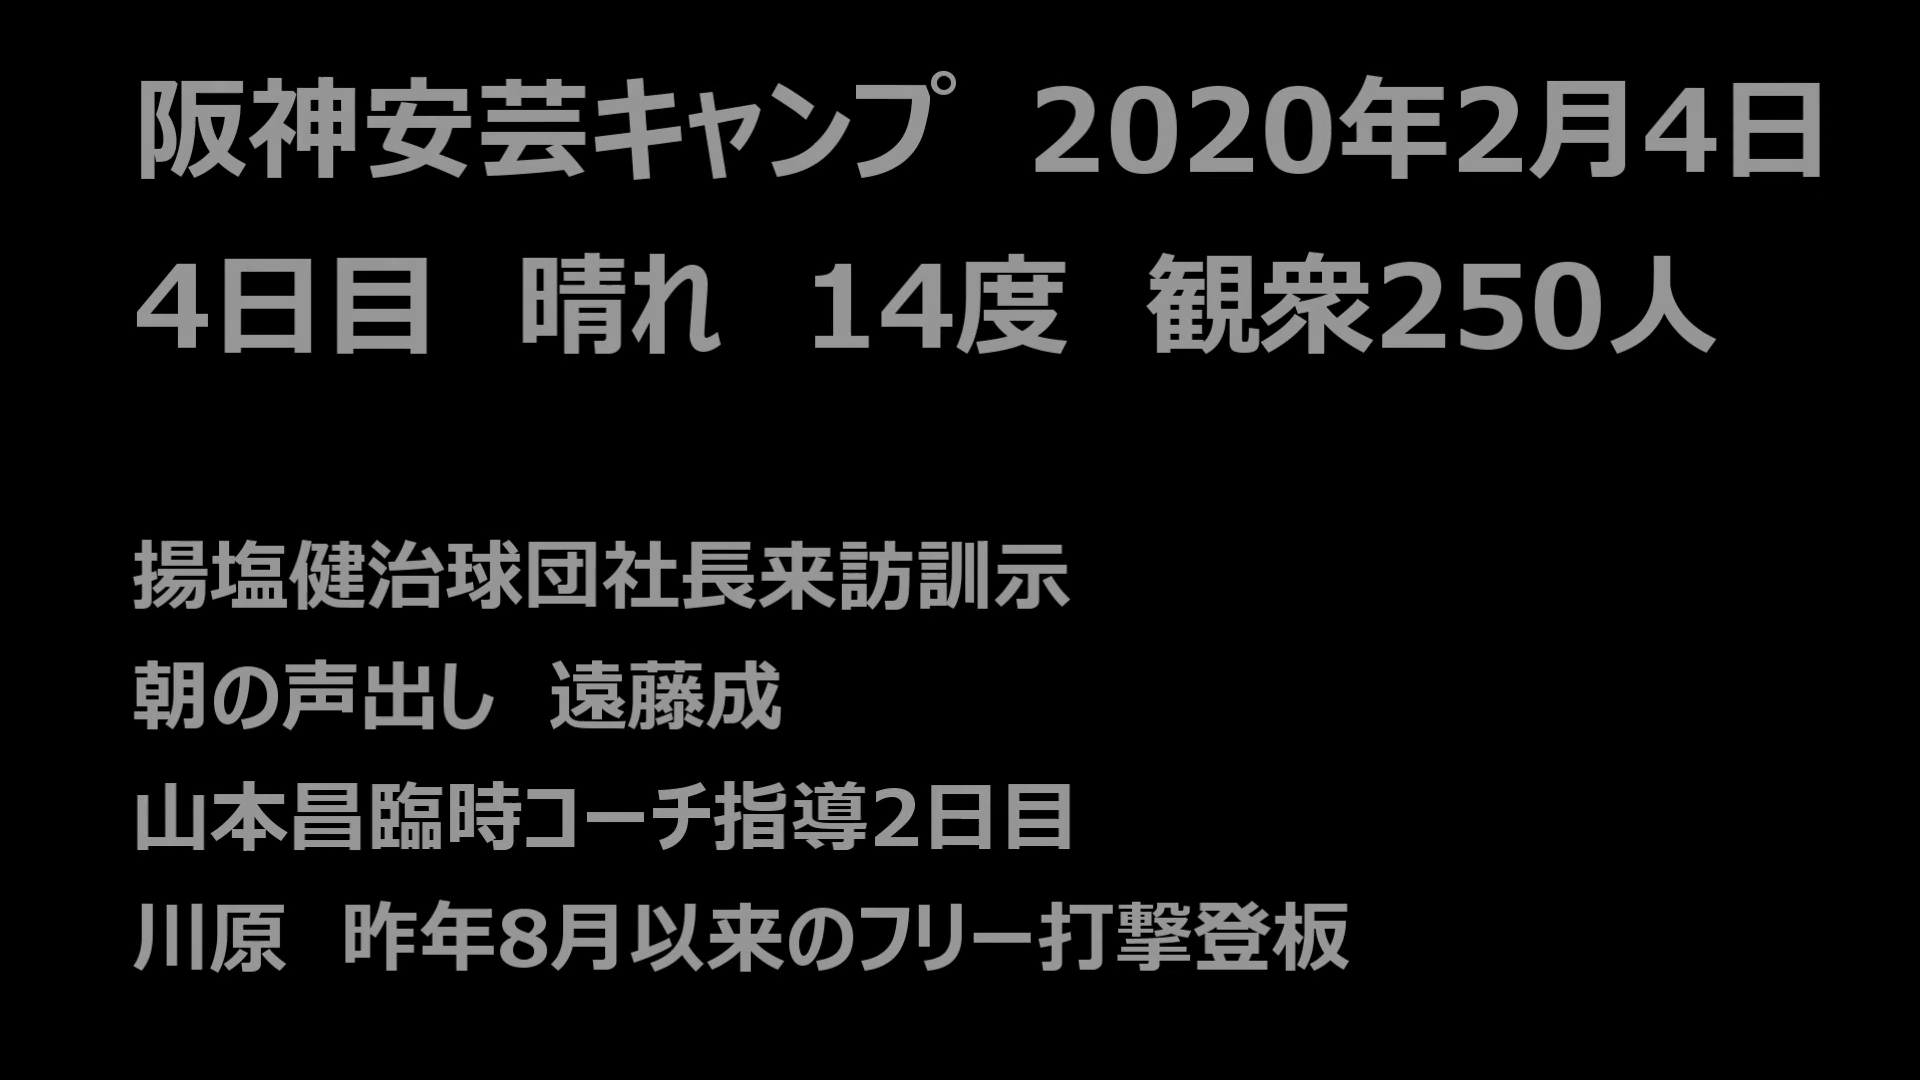 阪神安芸キャンプ　2020年2月4日
4日目　晴れ　14度　観衆250人
揚塩健治球団社長来訪訓示
朝の声出し　遠藤成
山本昌臨時コーチ指導2日目
川原　昨年8月以来のフリー打撃登板